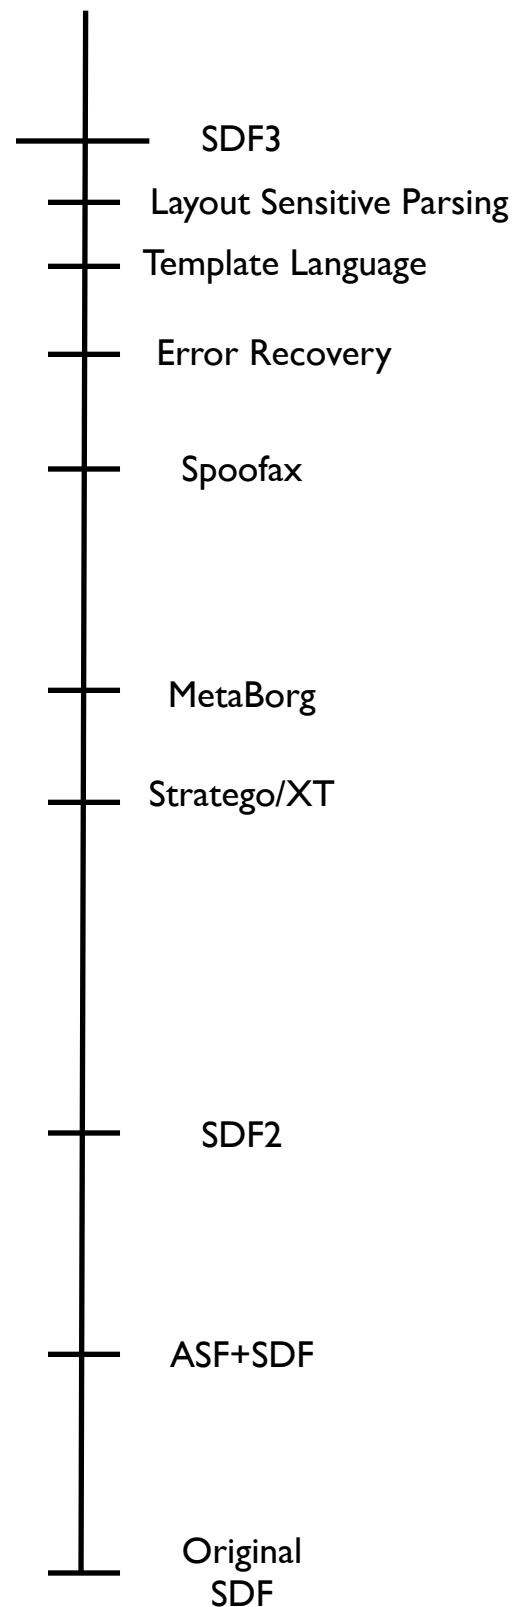 SDF3
Layout Sensitive Parsing
Template Language
Error Recovery
Spoofax
MetaBorg
Stratego/XT
SDF2
ASF+SDF
Original
SDF